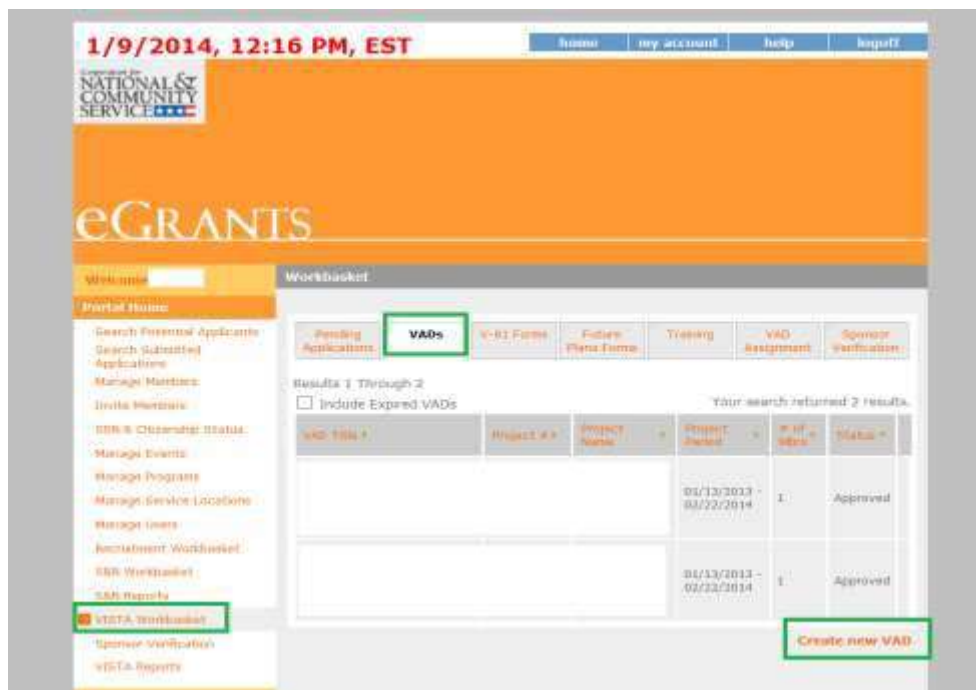 1/9/2014, 12:16 PM, EST
home my account help logoff
Corporation for
NATIONAL &
COMMUNITY
SERVICE
eGRANTS
Welcome
Workbasket
Portal Home
Search Potential Applicants
Search Submitted
Applications
Manage Members
Invite Members
SSN & Citizenship Status
Manage Events
Manage Programs
Manage Service Locations
Manage Users
Recruitment Workbasket
S&N Workbasket
S&N Reports
VISTA Workbasket
Sponsor Verification
VISTA Reports
Pending
Applications
VADs
V-81 Forms
Future
Plans Forms
Training
VAD
Assignment
Sponsor
Verification
Results 1 Through 2
Include Expired VADs
Your search returned 2 results.
VAD Title
Project #
Project
Name
Project
Period
# of
Mbrs
Status
01/13/2013 -
02/22/2014
1
Approved
01/13/2013 -
02/22/2014
1
Approved
Create new VAD